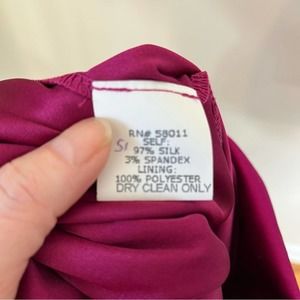 RN# 58011
SELF:
97% SILK
3% SPANDEX
LINING:
100% POLYESTER
DRY CLEAN ONLY